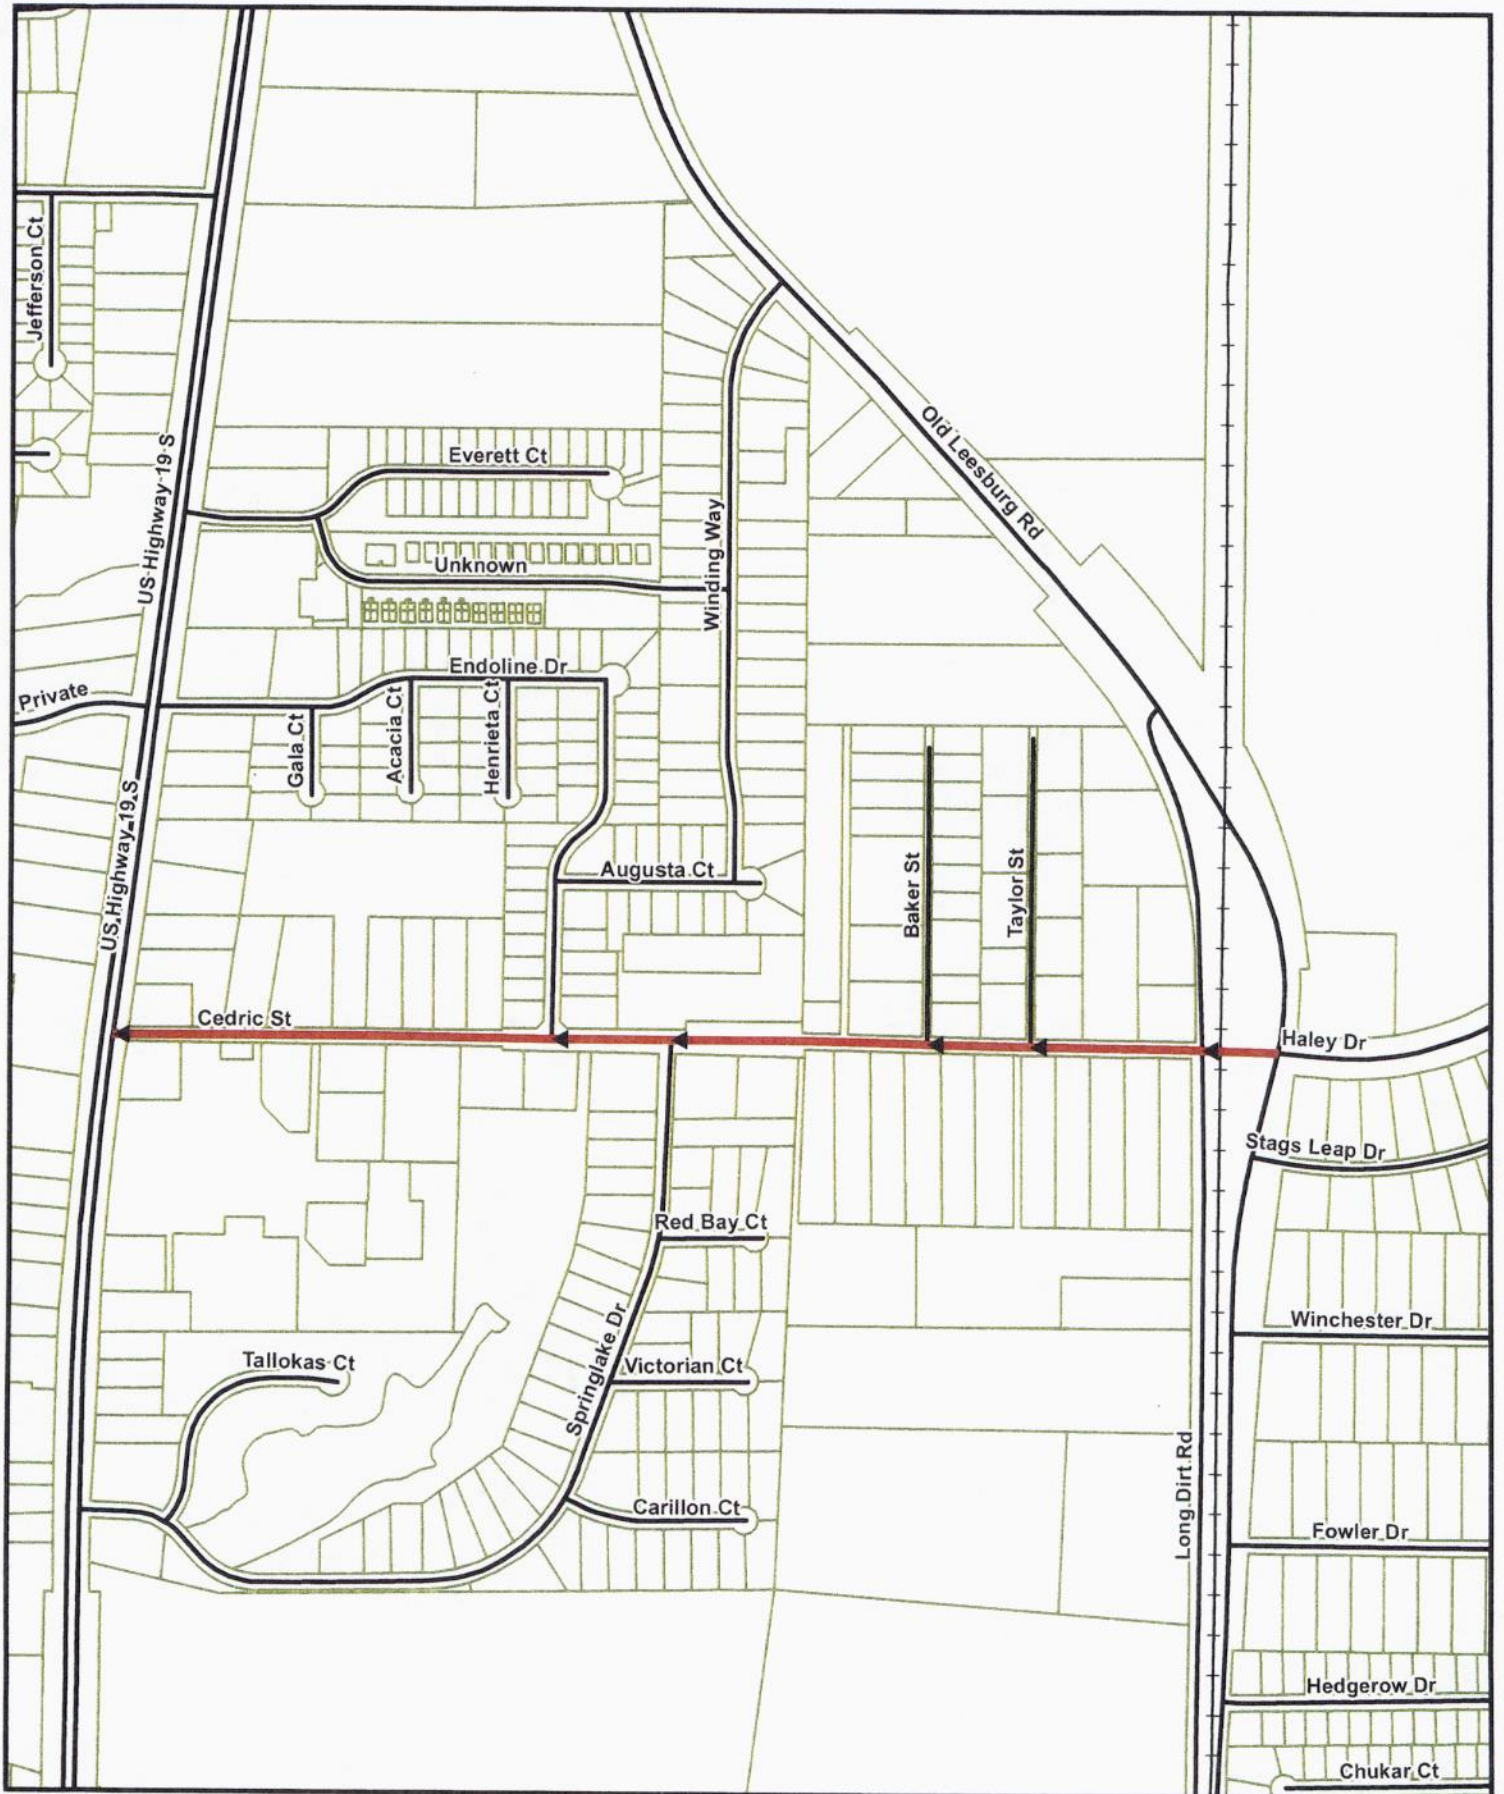 Jefferson Ct
US Highway 19 S
Old Leesburg Rd
Everett Ct
Winding Way
Unknown
Endoline Dr
Private
Gala Ct
Acacia Ct
Henrieta Ct
US Highway 19 S
Augusta Ct
Baker St
Taylor St
Cedric St
Haley Dr
Stags Leap Dr
Red Bay Ct
Winchester Dr
Springlake Dr
Tallokas Ct
Victorian Ct
Long Dirt Rd
Carillon Ct
Fowler Dr
Hedgerow Dr
Chukar Ct